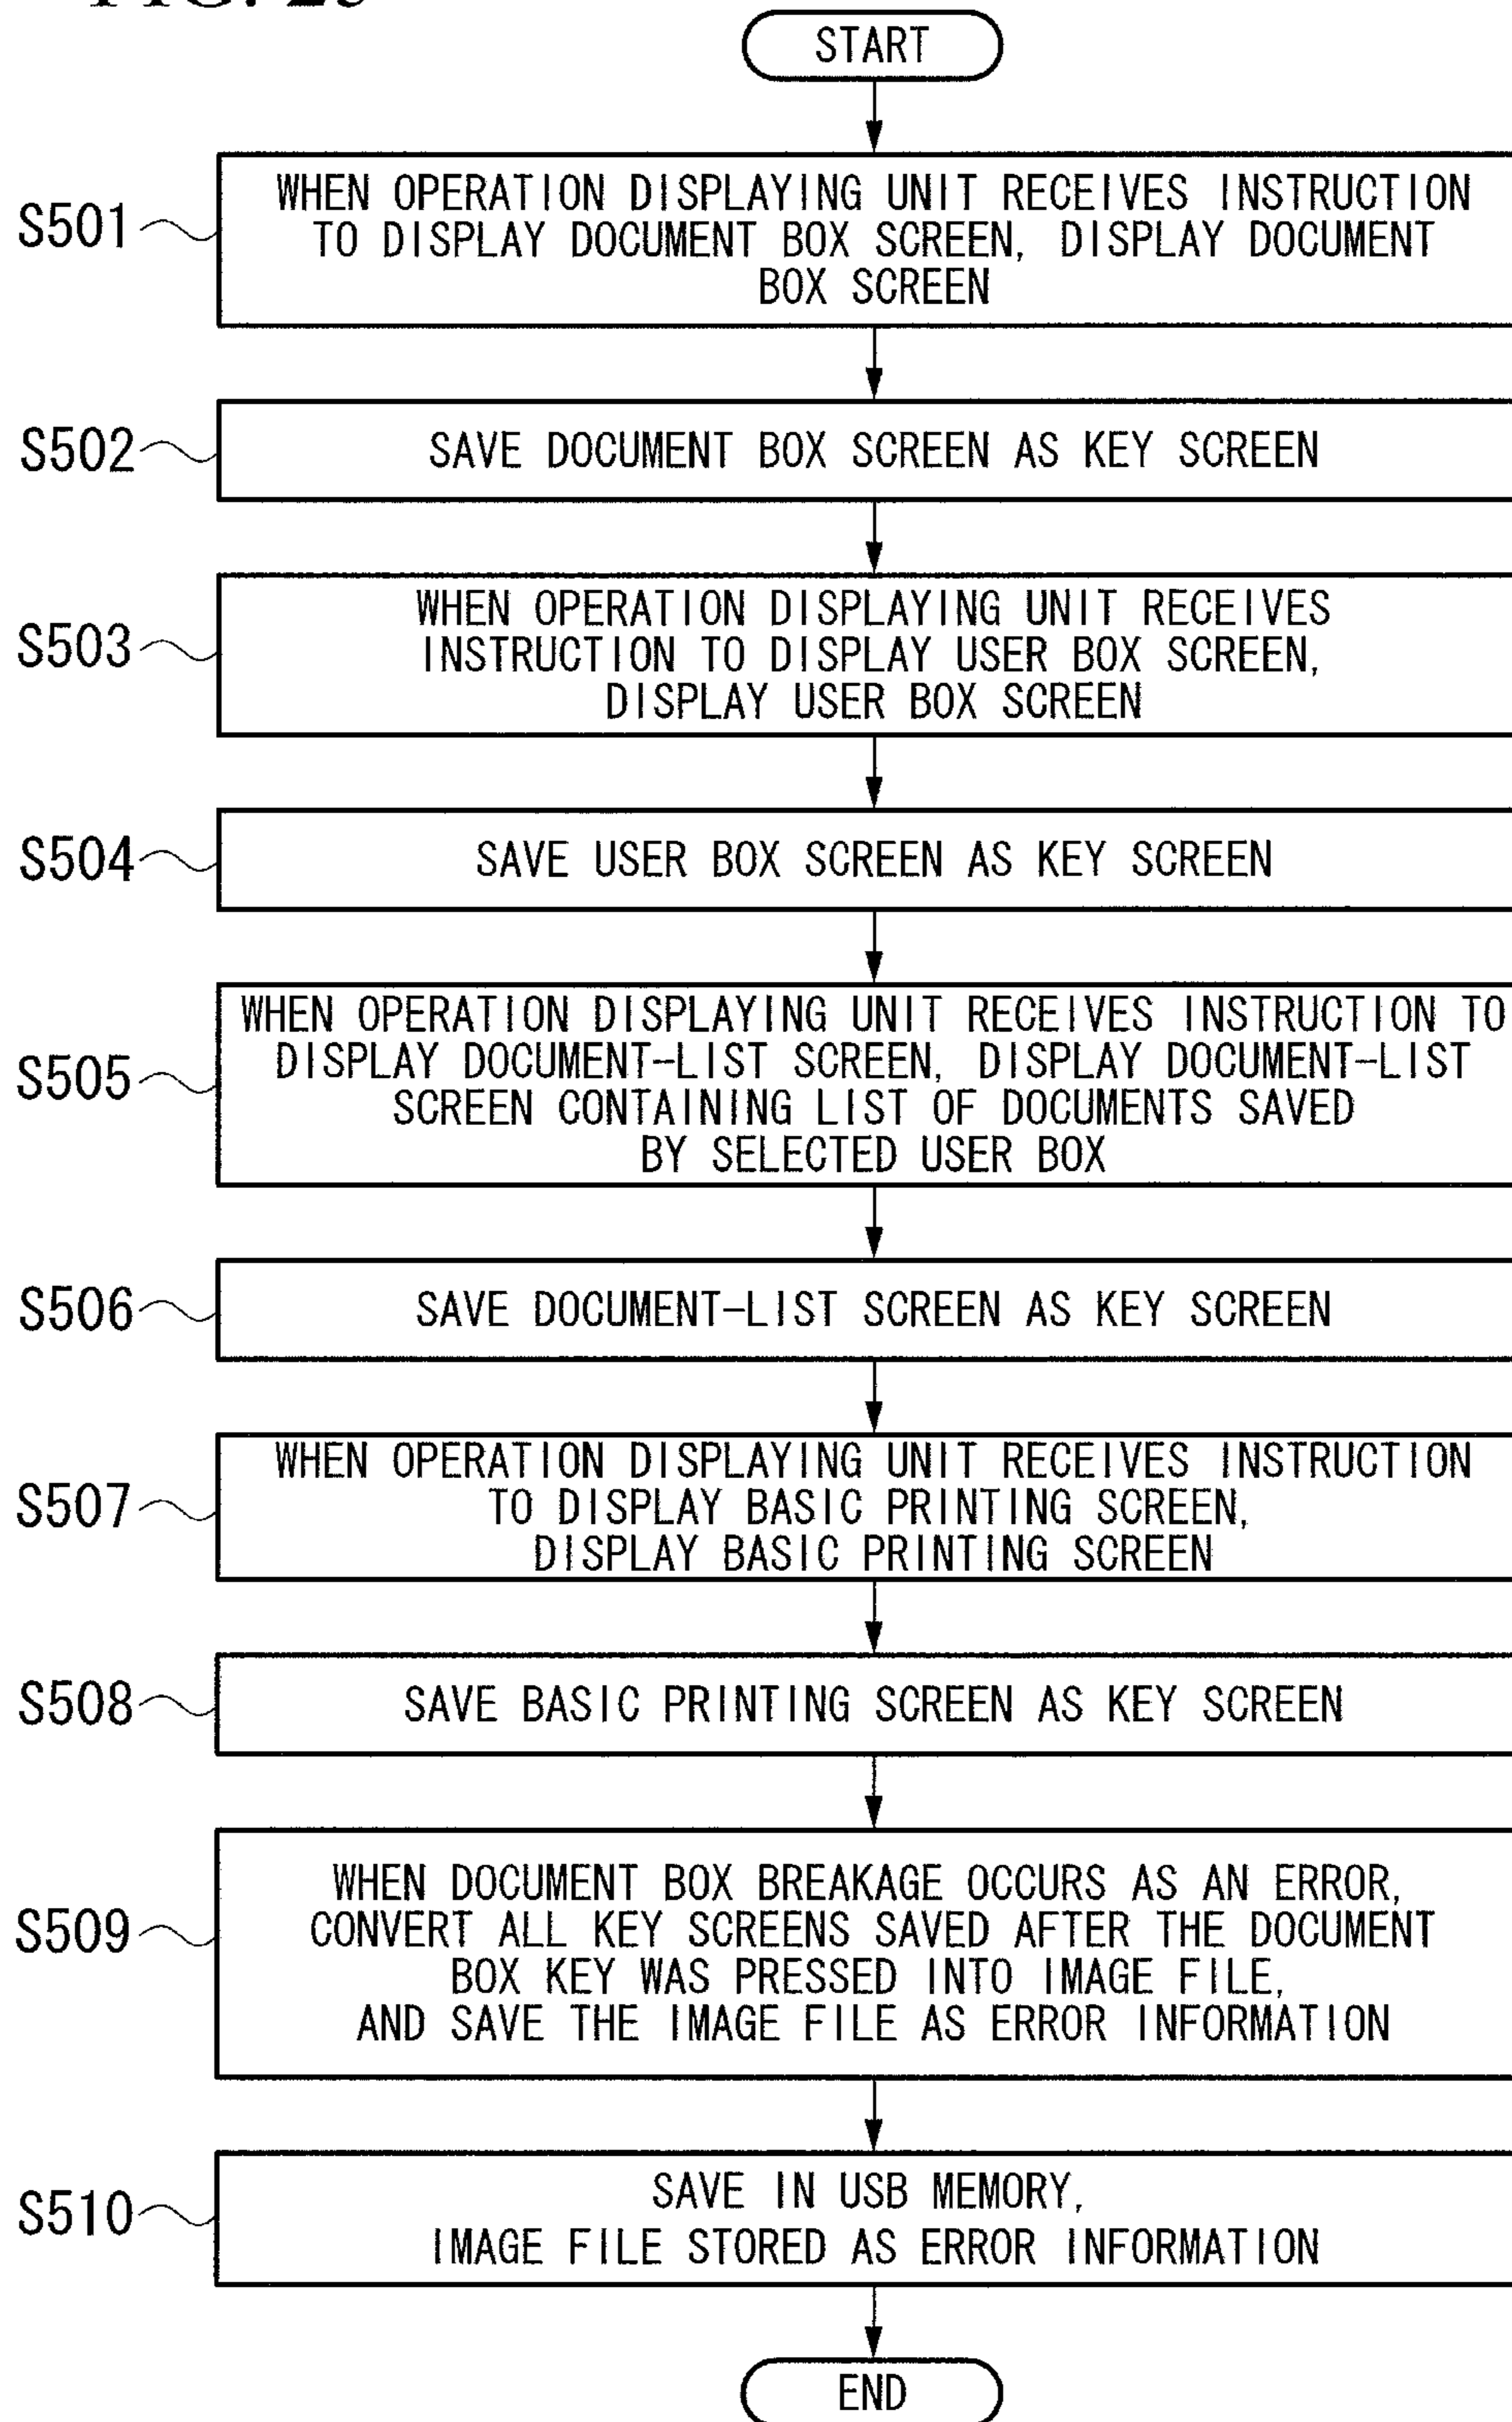 START
S501
WHEN OPERATION DISPLAYING UNIT RECEIVES INSTRUCTION
TO DISPLAY DOCUMENT BOX SCREEN, DISPLAY DOCUMENT
BOX SCREEN
S502
SAVE DOCUMENT BOX SCREEN AS KEY SCREEN
S503
WHEN OPERATION DISPLAYING UNIT RECEIVES
INSTRUCTION TO DISPLAY USER BOX SCREEN,
DISPLAY USER BOX SCREEN
S504
SAVE USER BOX SCREEN AS KEY SCREEN
S505
WHEN OPERATION DISPLAYING UNIT RECEIVES INSTRUCTION TO
DISPLAY DOCUMENT-LIST SCREEN, DISPLAY DOCUMENT-LIST
SCREEN CONTAINING LIST OF DOCUMENTS SAVED
BY SELECTED USER BOX
S506
SAVE DOCUMENT-LIST SCREEN AS KEY SCREEN
S507
WHEN OPERATION DISPLAYING UNIT RECEIVES INSTRUCTION
TO DISPLAY BASIC PRINTING SCREEN,
DISPLAY BASIC PRINTING SCREEN
S508
SAVE BASIC PRINTING SCREEN AS KEY SCREEN
S509
WHEN DOCUMENT BOX BREAKAGE OCCURS AS AN ERROR,
CONVERT ALL KEY SCREENS SAVED AFTER THE DOCUMENT
BOX KEY WAS PRESSED INTO IMAGE FILE,
AND SAVE THE IMAGE FILE AS ERROR INFORMATION
S510
SAVE IN USB MEMORY,
IMAGE FILE STORED AS ERROR INFORMATION
END